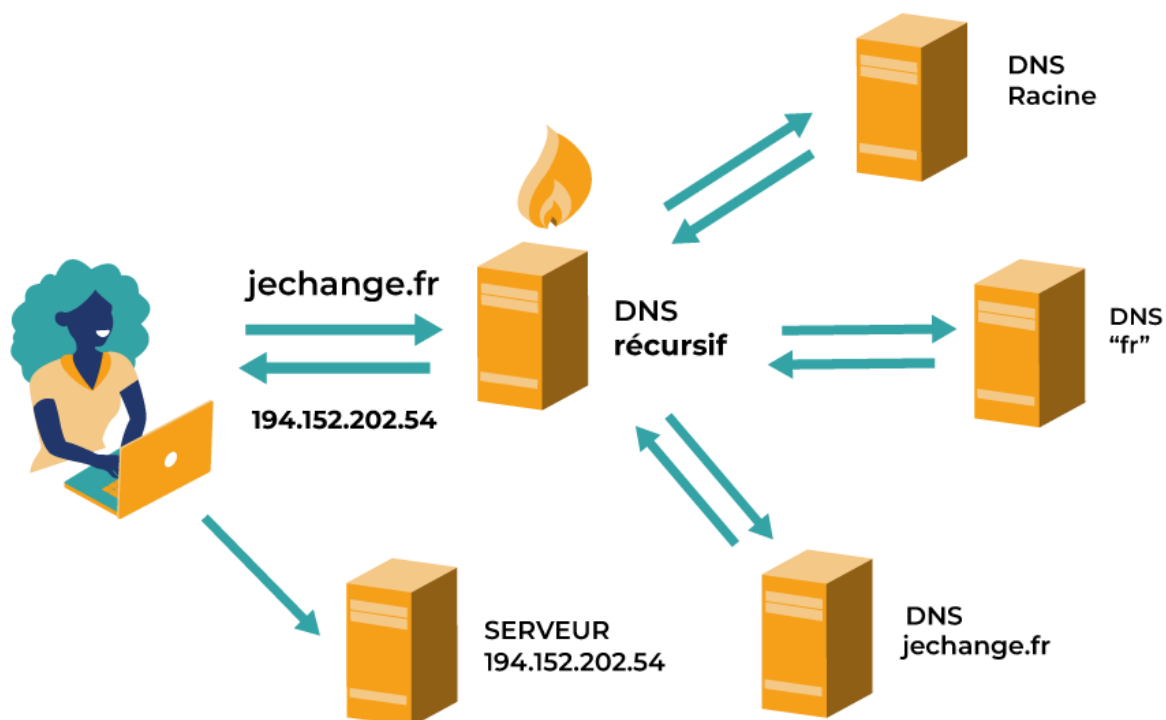 DNS
Racine
jechange.fr
DNS
récursif
194.152.202.54
DNS
“fr”
SERVEUR
194.152.202.54
DNS
jechange.fr